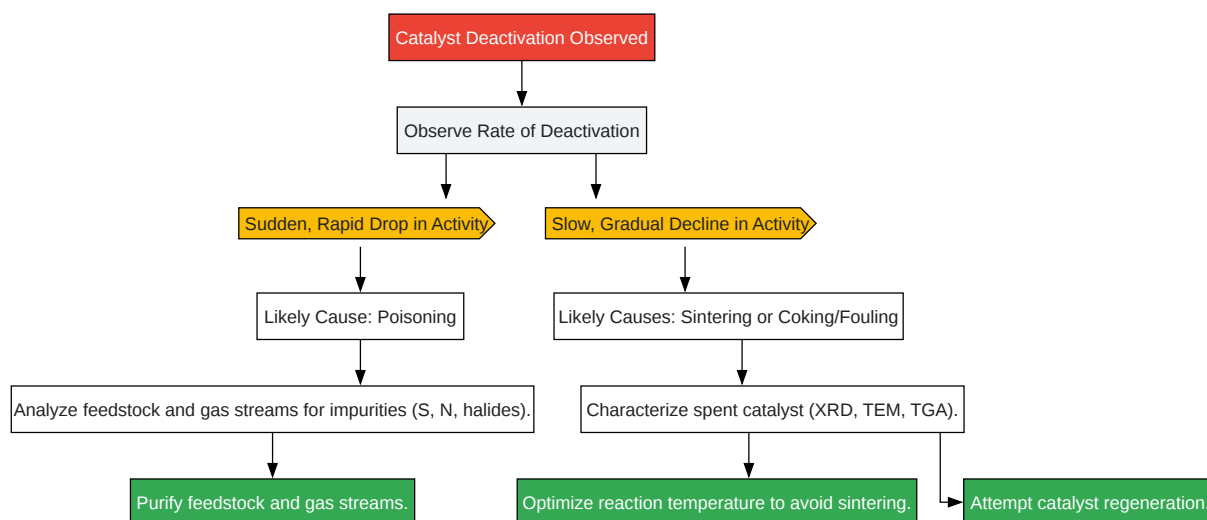 Catalyst Deactivation Observed
Observe Rate of Deactivation
Sudden, Rapid Drop in Activity
Slow, Gradual Decline in Activity
Likely Cause: Poisoning
Likely Causes: Sintering or Coking/Fouling
Analyze feedstock and gas streams for impurities (S, N, halides).
Characterize spent catalyst (XRD, TEM, TGA).
Purify feedstock and gas streams.
Optimize reaction temperature to avoid sintering.
Attempt catalyst regeneration.